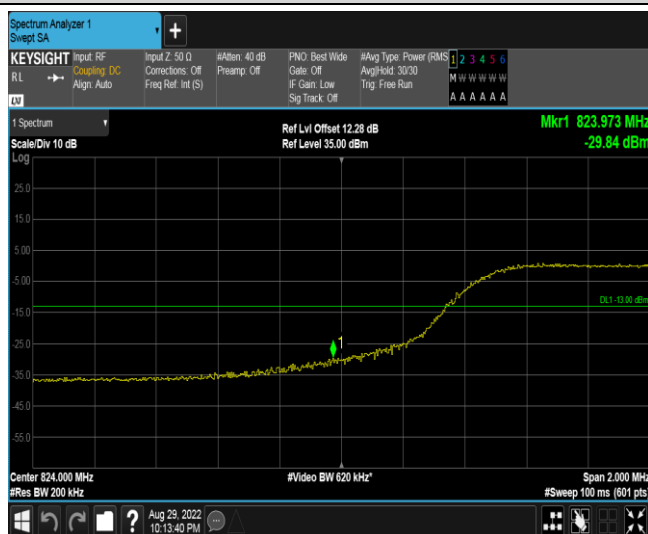 Spectrum Analyzer 1
Swept SA
+
KEYSIGHT Input: RF Input Z: 50 Ω #Atten: 40 dB PNO: Best Wide #Avg Type: Power (RMS 1 2 3 4 5 6
RL Coupling: DC Corrections: Off Preamp: Off Gate: Off Avg|Hold: 30/30 M W W W W W
Align: Auto Freq Ref: Int (S) IF Gain: Low Trig: Free Run
Sig Track: Off A A A A A A
LXI
1 Spectrum Ref Lvl Offset 12.28 dB Mkr1 823.973 MHz
Scale/Div 10 dB Ref Level 35.00 dBm -29.84 dBm
Log
25.0
15.0
5.00
-5.00
DL1 -13.00 dBm
-15.0
1
-25.0
-35.0
-45.0
-55.0
Center 824.000 MHz #Video BW 620 kHz* Span 2.000 MHz
#Res BW 200 kHz #Sweep 100 ms (601 pts)
? Aug 29, 2022
10:13:40 PM